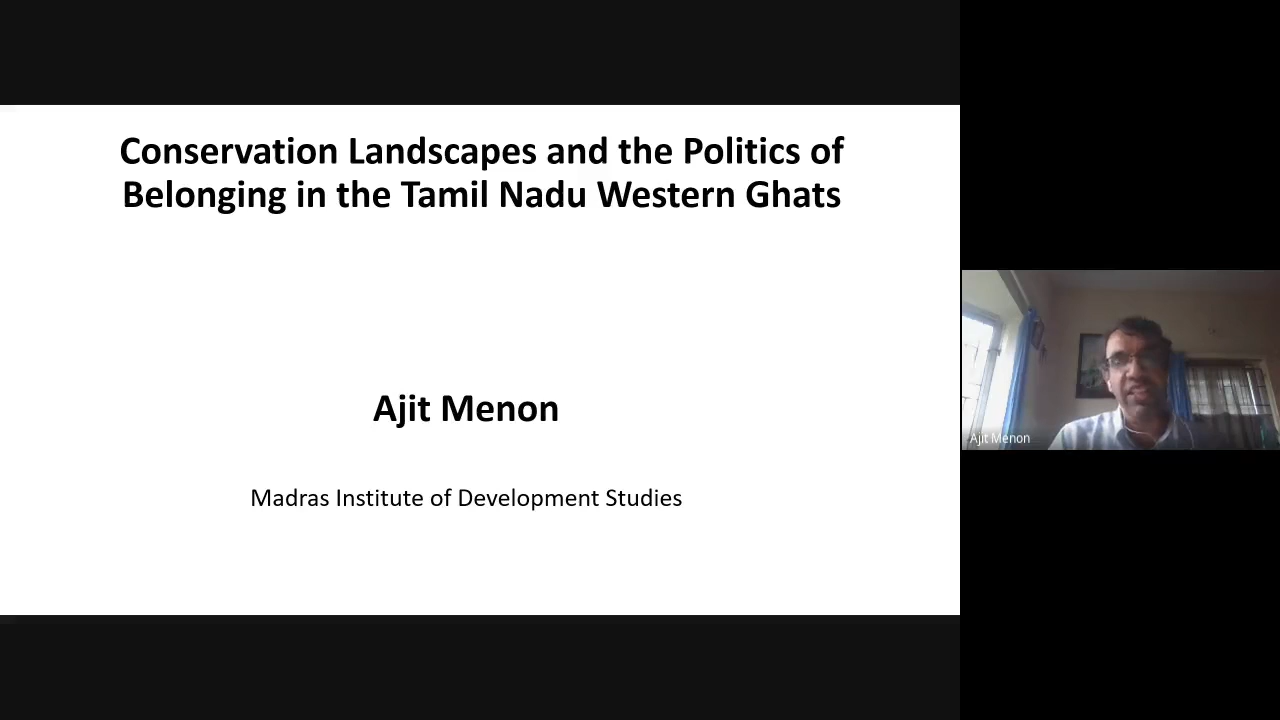 Conservation Landscapes and the Politics of
Belonging in the Tamil Nadu Western Ghats
Ajit Menon
Madras Institute of Development Studies
Ajit Menon